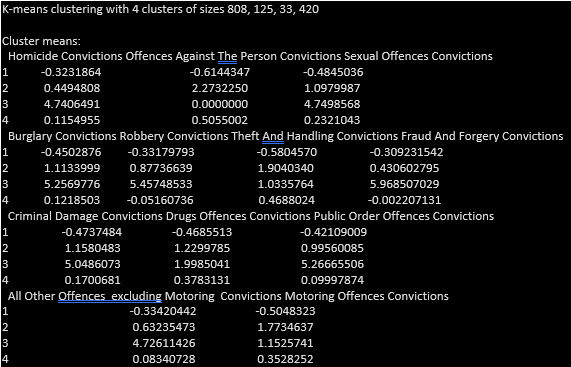 K-means clustering with 4 clusters of sizes 808, 125, 33, 420
Cluster means:
Homicide Convictions Offences Against The Person Convictions Sexual Offences Convictions
1 -0.3231864 -0.6144347 -0.4845036
2 0.4494808 2.2732250 1.0979987
3 4.7406491 0.0000000 4.7498568
4 0.1154955 0.5055002 0.2321043
Burglary Convictions Robbery Convictions Theft And Handling Convictions Fraud And Forgery Convictions
1 -0.4502876 -0.33179793 -0.5804570 -0.309231542
2 1.1133999 0.87736639 1.9040340 0.430602795
3 5.2569776 5.45748533 1.0335764 5.968507029
4 0.1218503 -0.05160736 0.4688024 -0.002207131
Criminal Damage Convictions Drugs Offences Convictions Public Order Offences Convictions
1 -0.4737484 -0.4685513 -0.42109009
2 1.1580483 1.2299785 0.99560085
3 5.0486073 1.9985041 5.26665506
4 0.1700681 0.3783131 0.09997874
All Other Offences excluding Motoring Convictions Motoring Offences Convictions
1 -0.33420442 -0.5048323
2 0.63235473 1.7734637
3 4.72611426 1.1525741
4 0.08340728 0.3528252